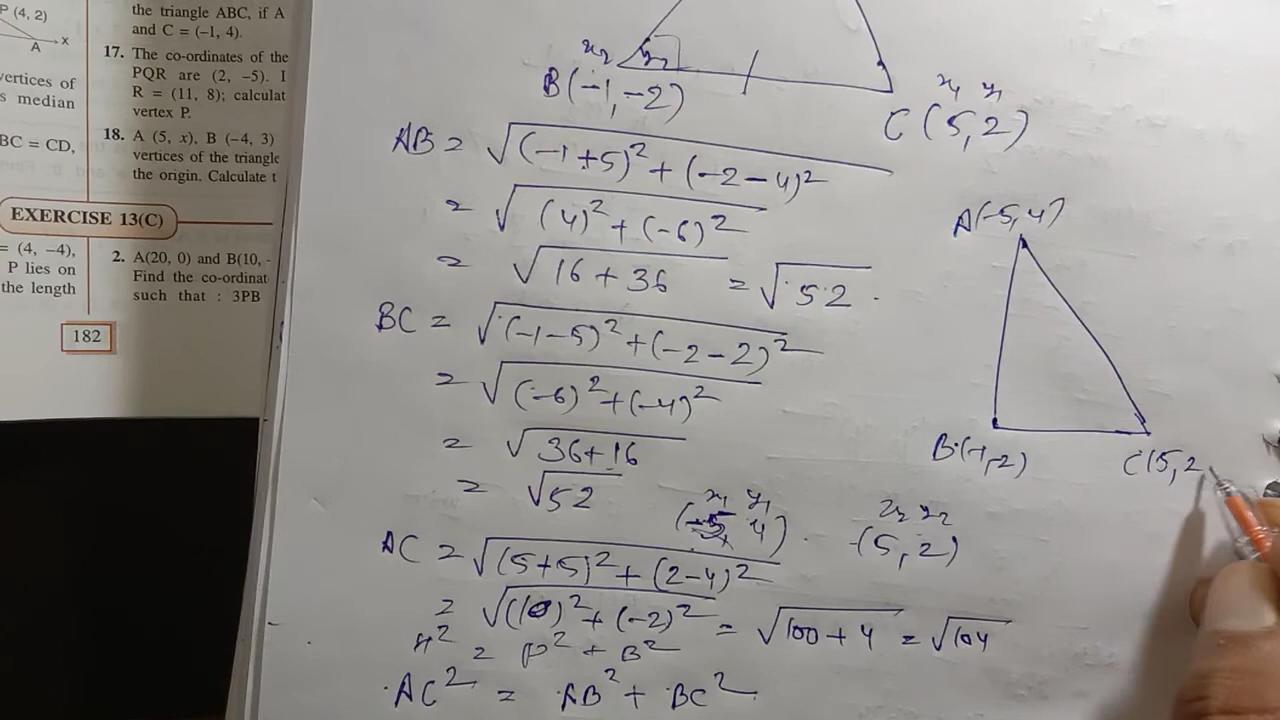 P (4, 2)
A
x
vertices of
s median
BC = CD,
the triangle ABC, if A
and C = (-1, 4).
17. The co-ordinates of the
PQR are (2, -5). I
R = (11, 8); calculat
vertex P.
18. A (5, x), B (-4, 3)
vertices of the triangle
the origin. Calculate t
EXERCISE 13(C)
= (4, -4),
P lies on
the length
2. A(20, 0) and B(10, -
Find the co-ordinat
such that : 3PB
182
x₂ y₂
B(-1, -2)
x₁ y₁
C (5, 2)
AB = √(-1+5)² + (-2-4)²
= √(4)² + (-6)²
= √16 + 36 = √52.
BC = √(-1-5)² + (-2-2)²
= √(-6)² + (-4)²
= √36+16
= √52
x₁ y₁
(-5 4).
x₂ y₂
(5, 2)
AC = √(5+5)² + (2-4)²
= √(10)² + (-2)² = √100 + 4 = √104
H² = P² + B²
AC² = AB² + BC²
A(-5, 4)
B(-1, -2)
C(5, 2